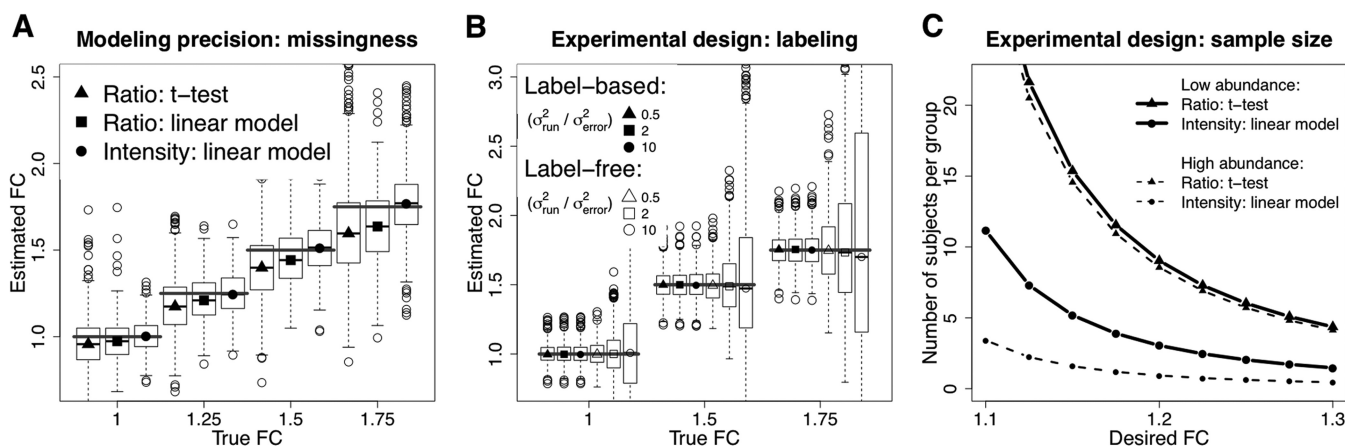 A
Modeling precision: missingness
Estimated FC
2.5
2.0
1.5
1.0
Ratio: t−test
Ratio: linear model
Intensity: linear model
1
1.25
1.5
1.75
True FC
B
Experimental design: labeling
Estimated FC
3.0
2.5
2.0
1.5
1.0
Label−based:
(σ²run / σ²error)
0.5
2
10
Label−free:
(σ²run / σ²error)
0.5
2
10
1
1.5
1.75
True FC
C
Experimental design: sample size
Number of subjects per group
20
15
10
5
0
Low abundance:
Ratio: t−test
Intensity: linear model
High abundance:
Ratio: t−test
Intensity: linear model
1.1
1.2
1.3
Desired FC